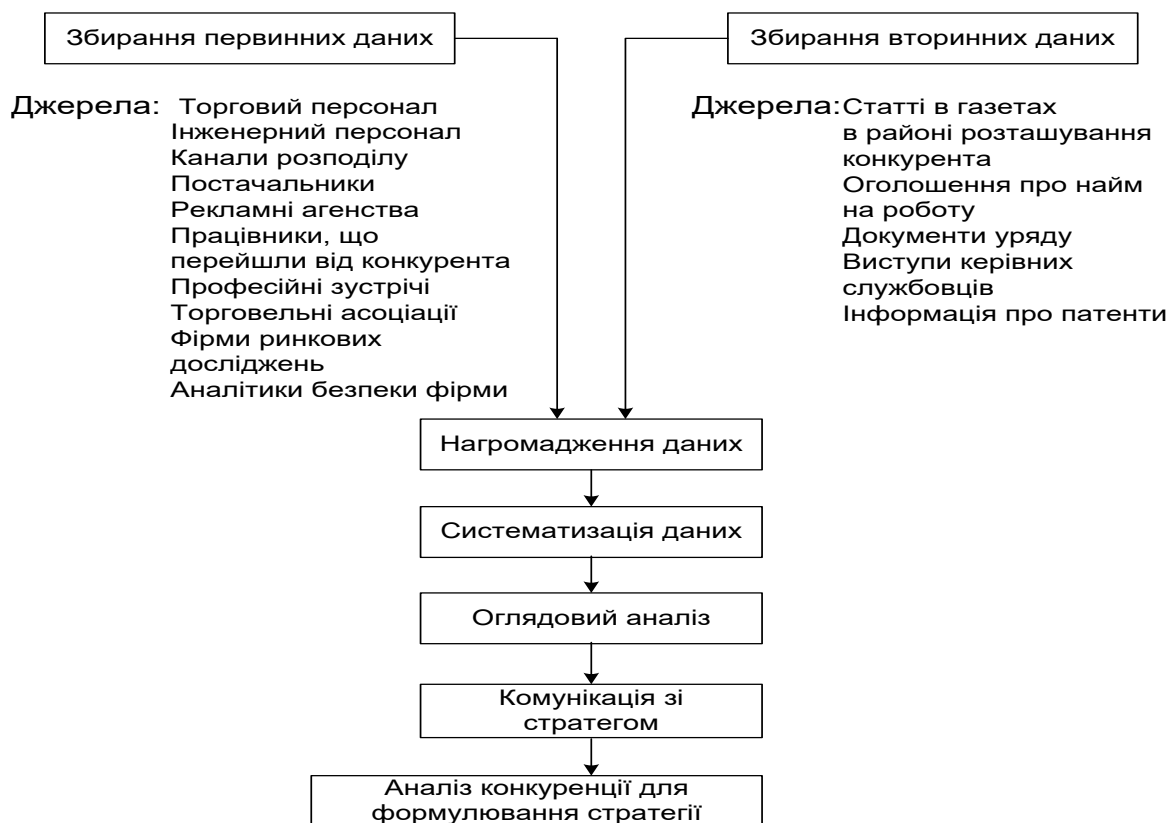 Збирання первинних даних
Збирання вторинних даних
Джерела: Торговий персонал
Інженерний персонал
Канали розподілу
Постачальники
Рекламні агенства
Працівники, що
перейшли від конкурента
Професійні зустрічі
Торговельні асоціації
Фірми ринкових
досліджень
Аналітики безпеки фірми
Джерела: Статті в газетах
в районі розташування
конкурента
Оголошення про найм
на роботу
Документи уряду
Виступи керівних
службовців
Інформація про патенти
Нагромадження даних
Систематизація даних
Оглядовий аналіз
Комунікація зі
стратегом
Аналіз конкуренції для
формулювання стратегії